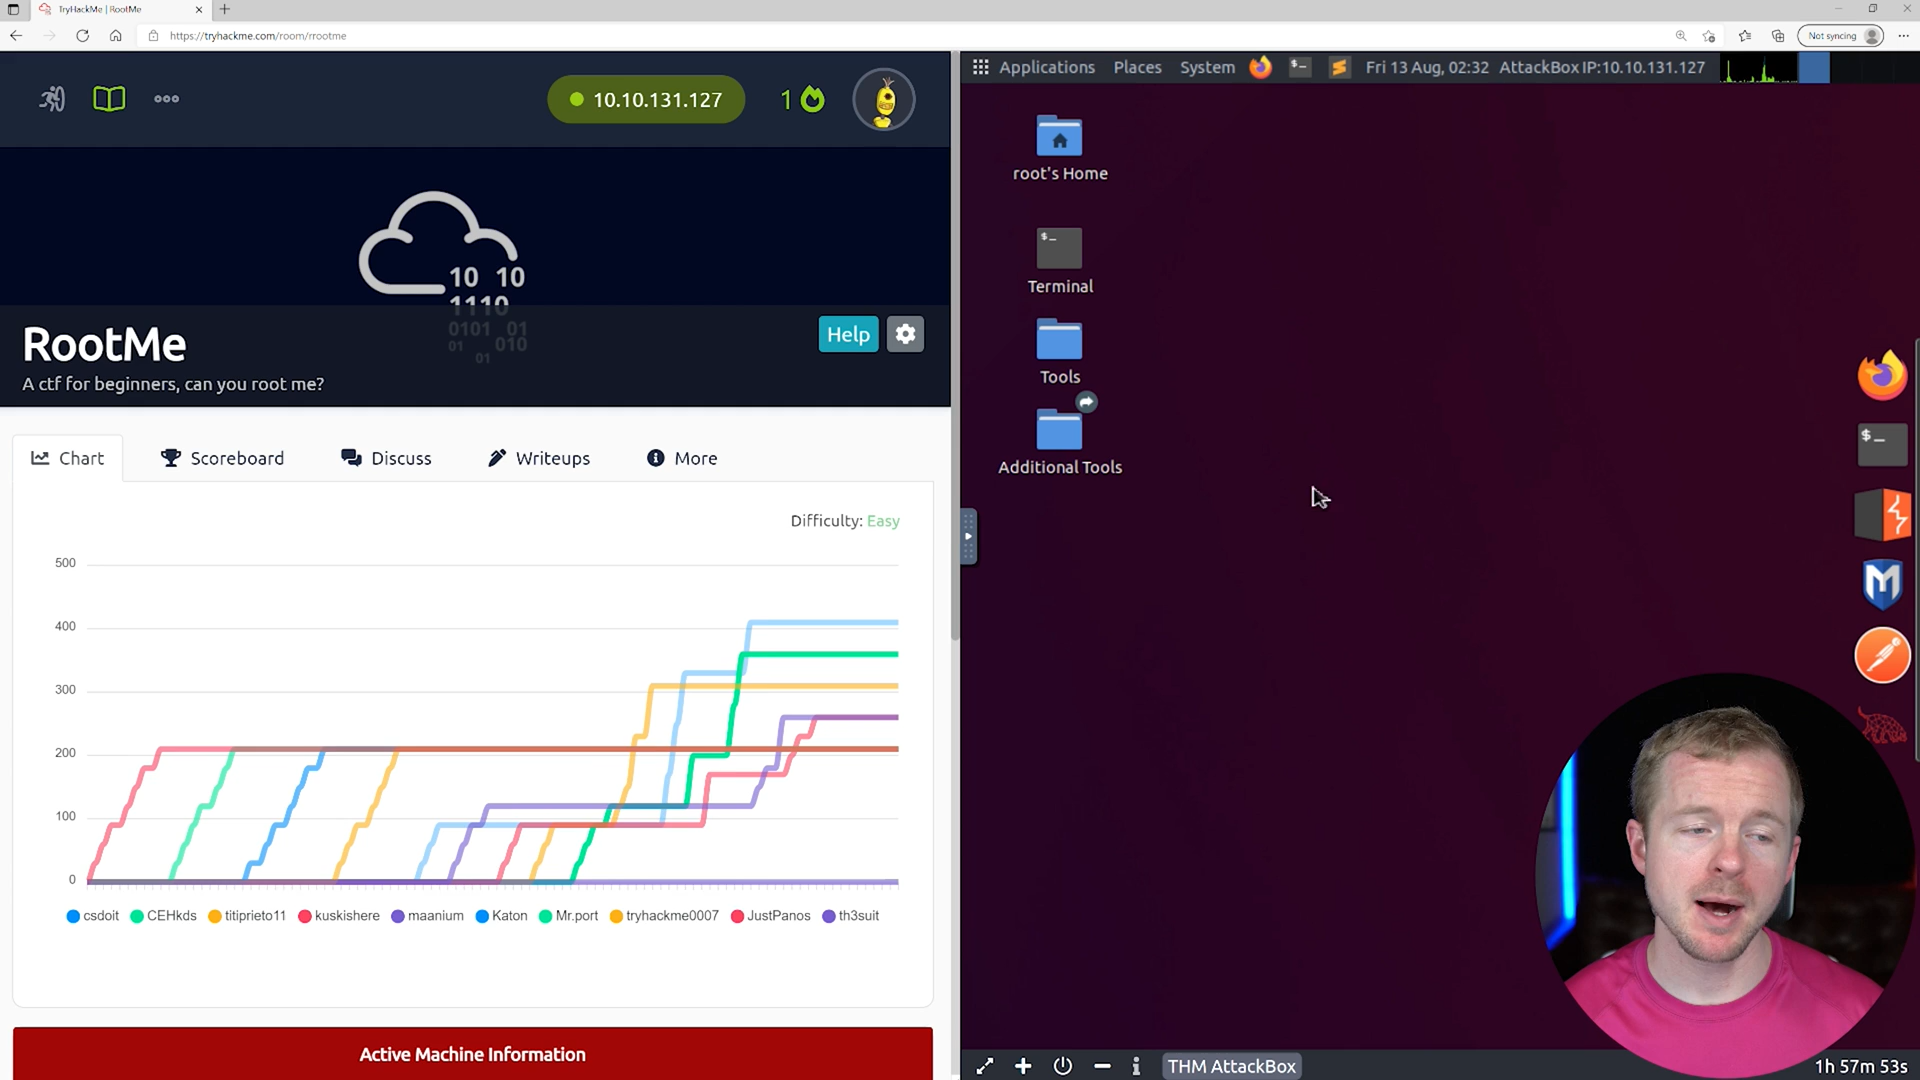 TryHackMe | RootMe
https://tryhackme.com/room/rrootme
Not syncing
10.10.131.127
1
10 10
1110
0101 01
01 010
01
RootMe
A ctf for beginners, can you root me?
Help
Chart
Scoreboard
Discuss
Writeups
More
Difficulty: Easy
500
400
300
200
100
0
csdoit
CEHkds
titiprieto11
kuskishere
maanium
Katon
Mr.port
tryhackme0007
JustPanos
th3suit
Active Machine Information
Applications
Places
System
Fri 13 Aug, 02:32
AttackBox IP:10.10.131.127
root's Home
$_
Terminal
Tools
Additional Tools
$_
THM AttackBox
1h 57m 53s